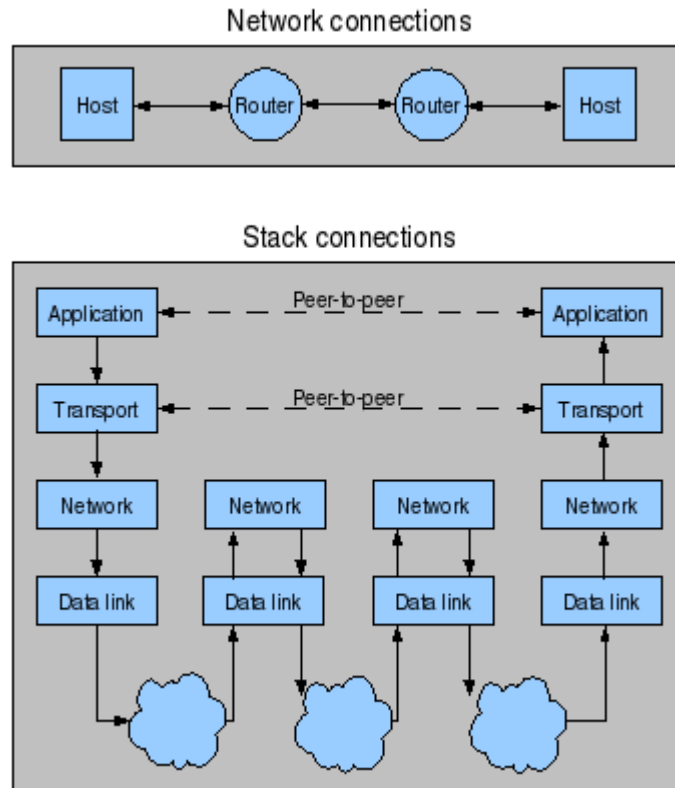 Network connections
Host
Router
Router
Host
Stack connections
Application
Peer-to-peer
Application
Transport
Peer-to-peer
Transport
Network
Network
Network
Network
Data link
Data link
Data link
Data link